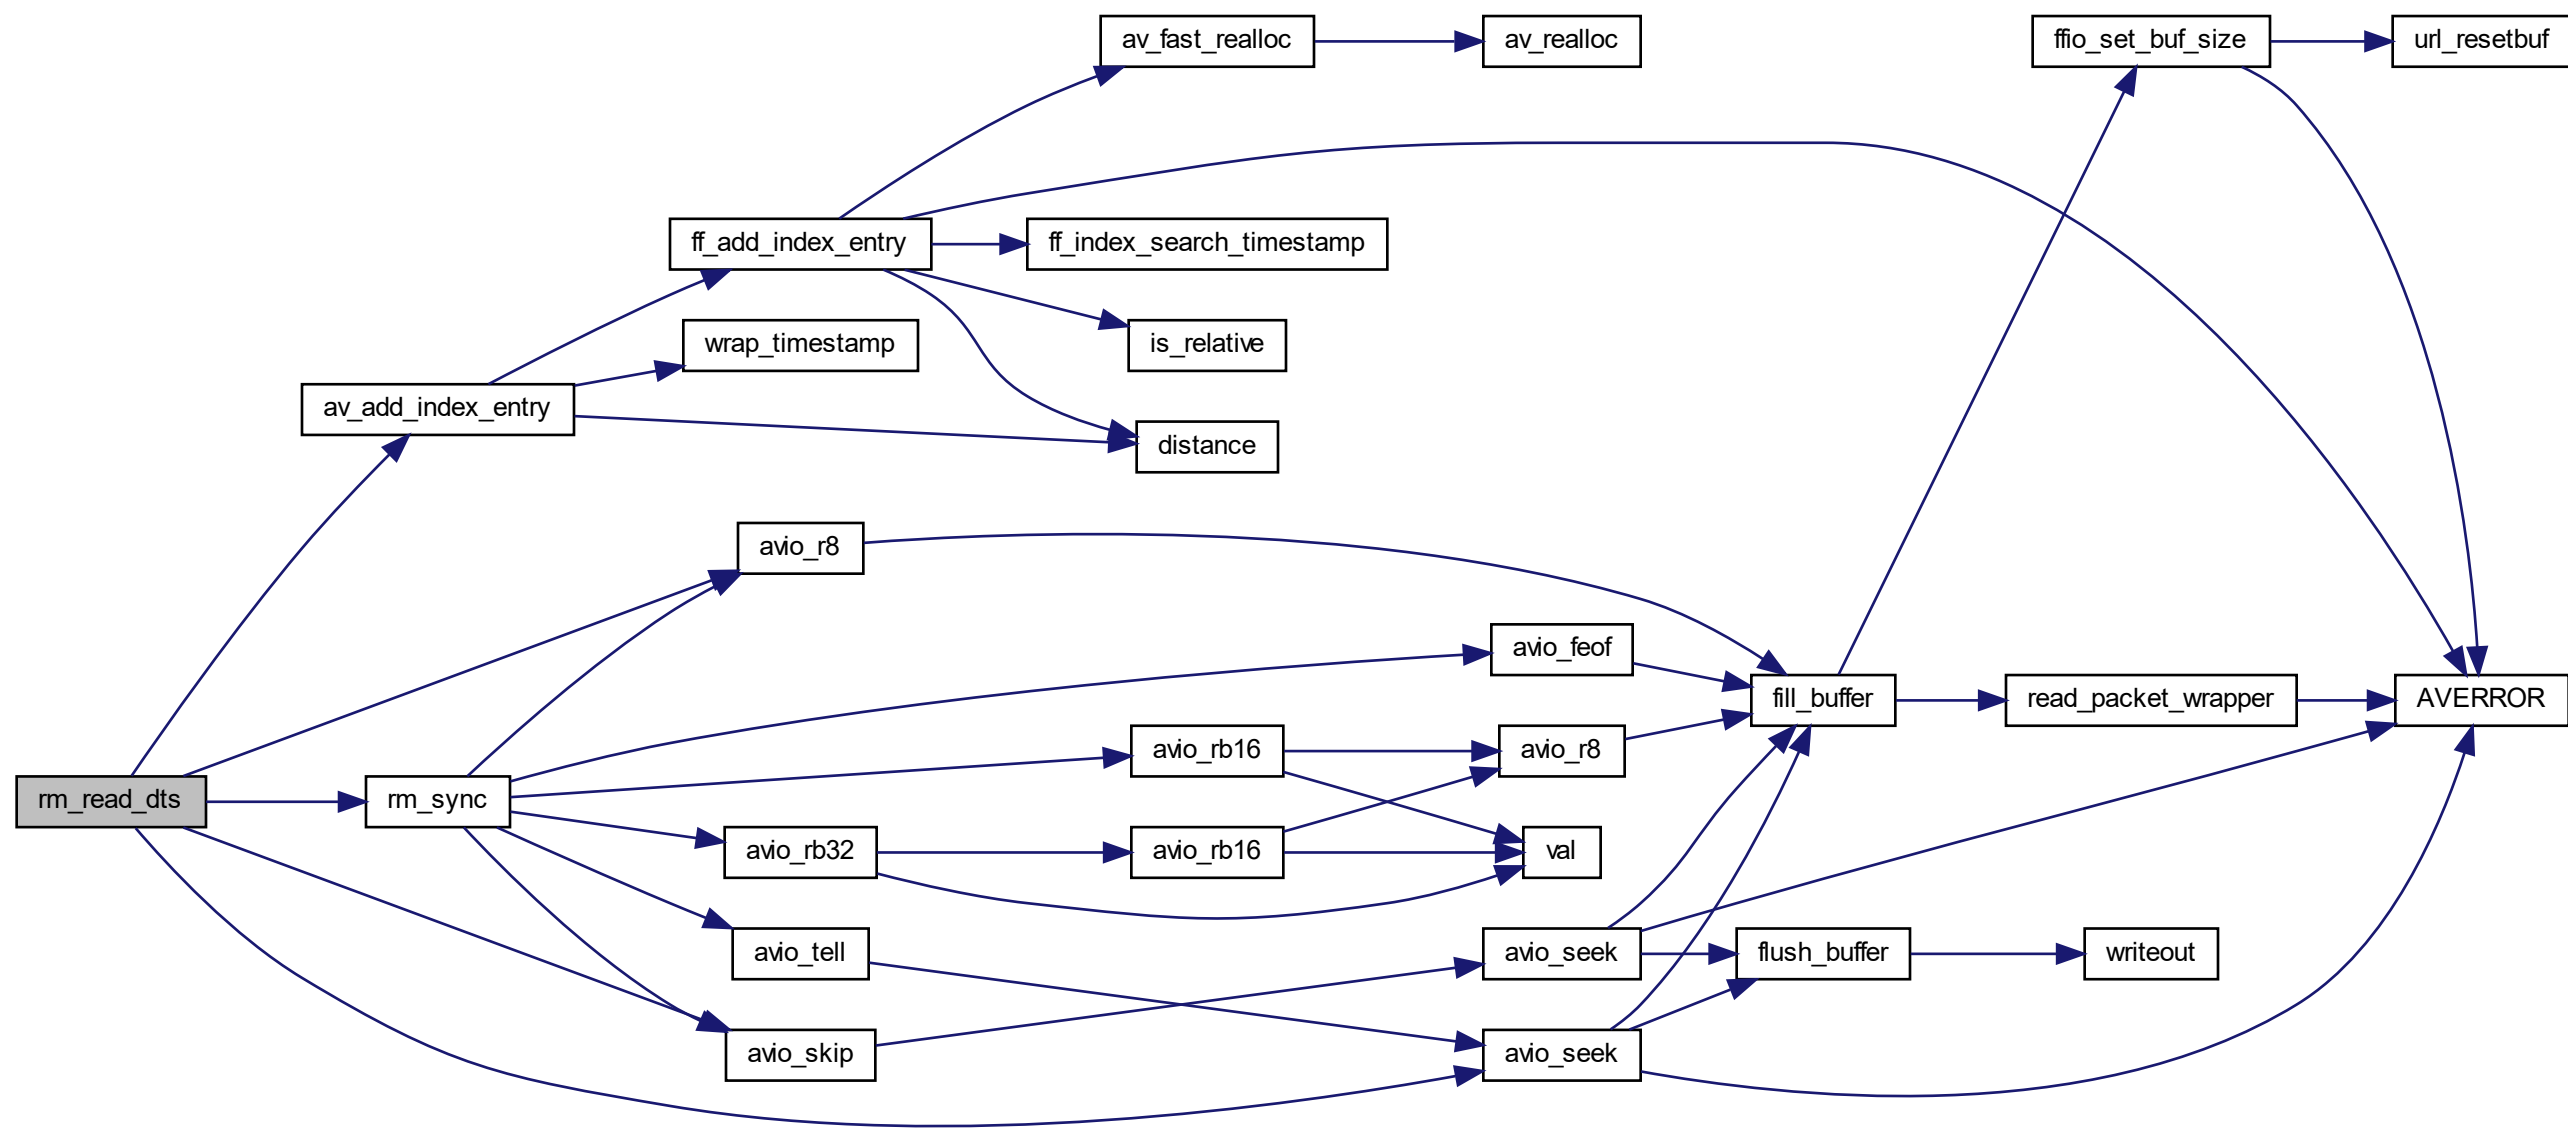 av_fast_realloc
av_realloc
ffio_set_buf_size
url_resetbuf
ff_add_index_entry
ff_index_search_timestamp
wrap_timestamp
is_relative
av_add_index_entry
distance
avio_r8
avio_feof
fill_buffer
read_packet_wrapper
AVERROR
avio_rb16
avio_r8
rm_read_dts
rm_sync
avio_rb32
avio_rb16
val
avio_tell
avio_seek
flush_buffer
writeout
avio_skip
avio_seek